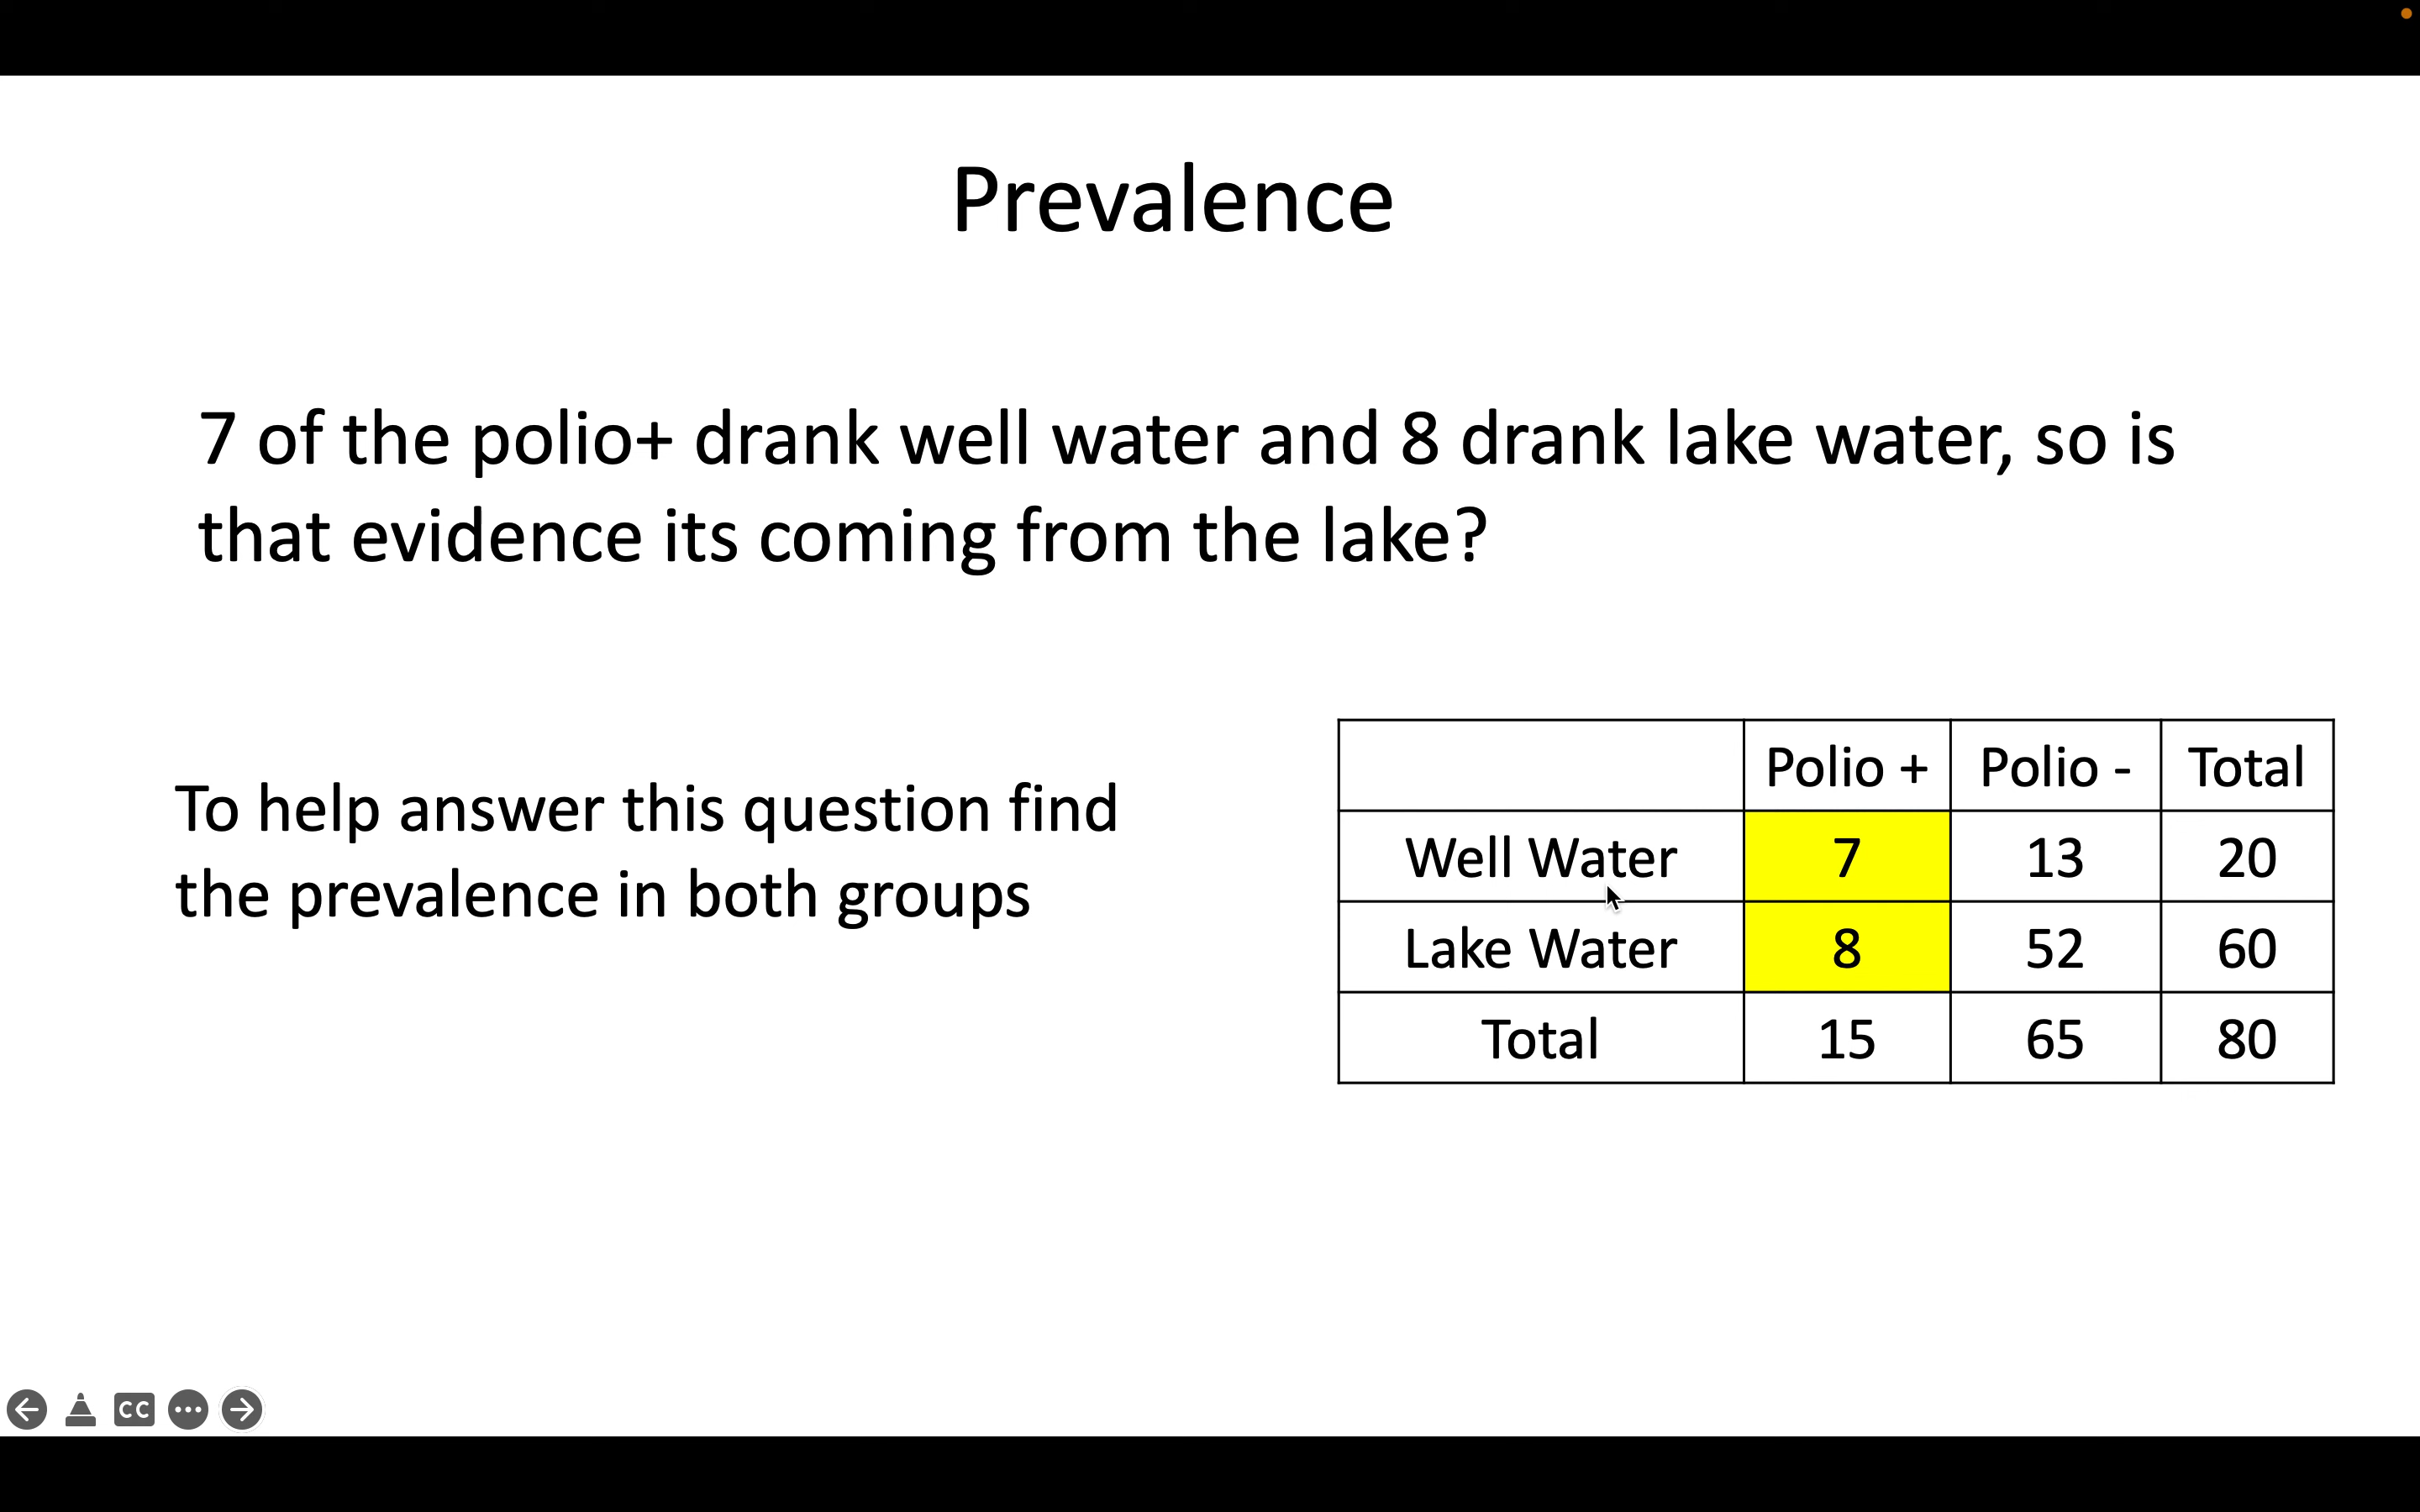 Prevalence
7 of the polio+ drank well water and 8 drank lake water, so is
that evidence its coming from the lake?
To help answer this question find
the prevalence in both groups
Polio + Polio - Total
Well Water 7 13 20
Lake Water 8 52 60
Total 15 65 80
CC